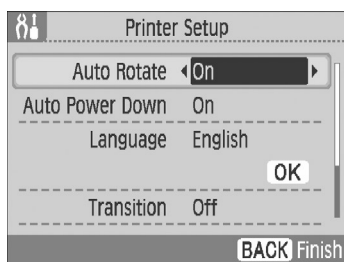 Printer Setup
Auto Rotate On
Auto Power Down On
Language English
OK
Transition Off
BACK Finish